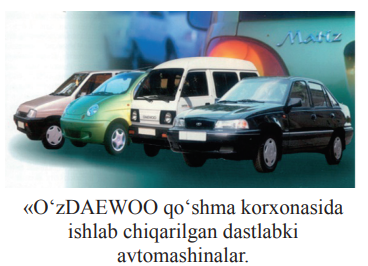 Matiz
«O‘zDAEWOO qo‘shma korxonasida
ishlab chiqarilgan dastlabki
avtomashinalar.